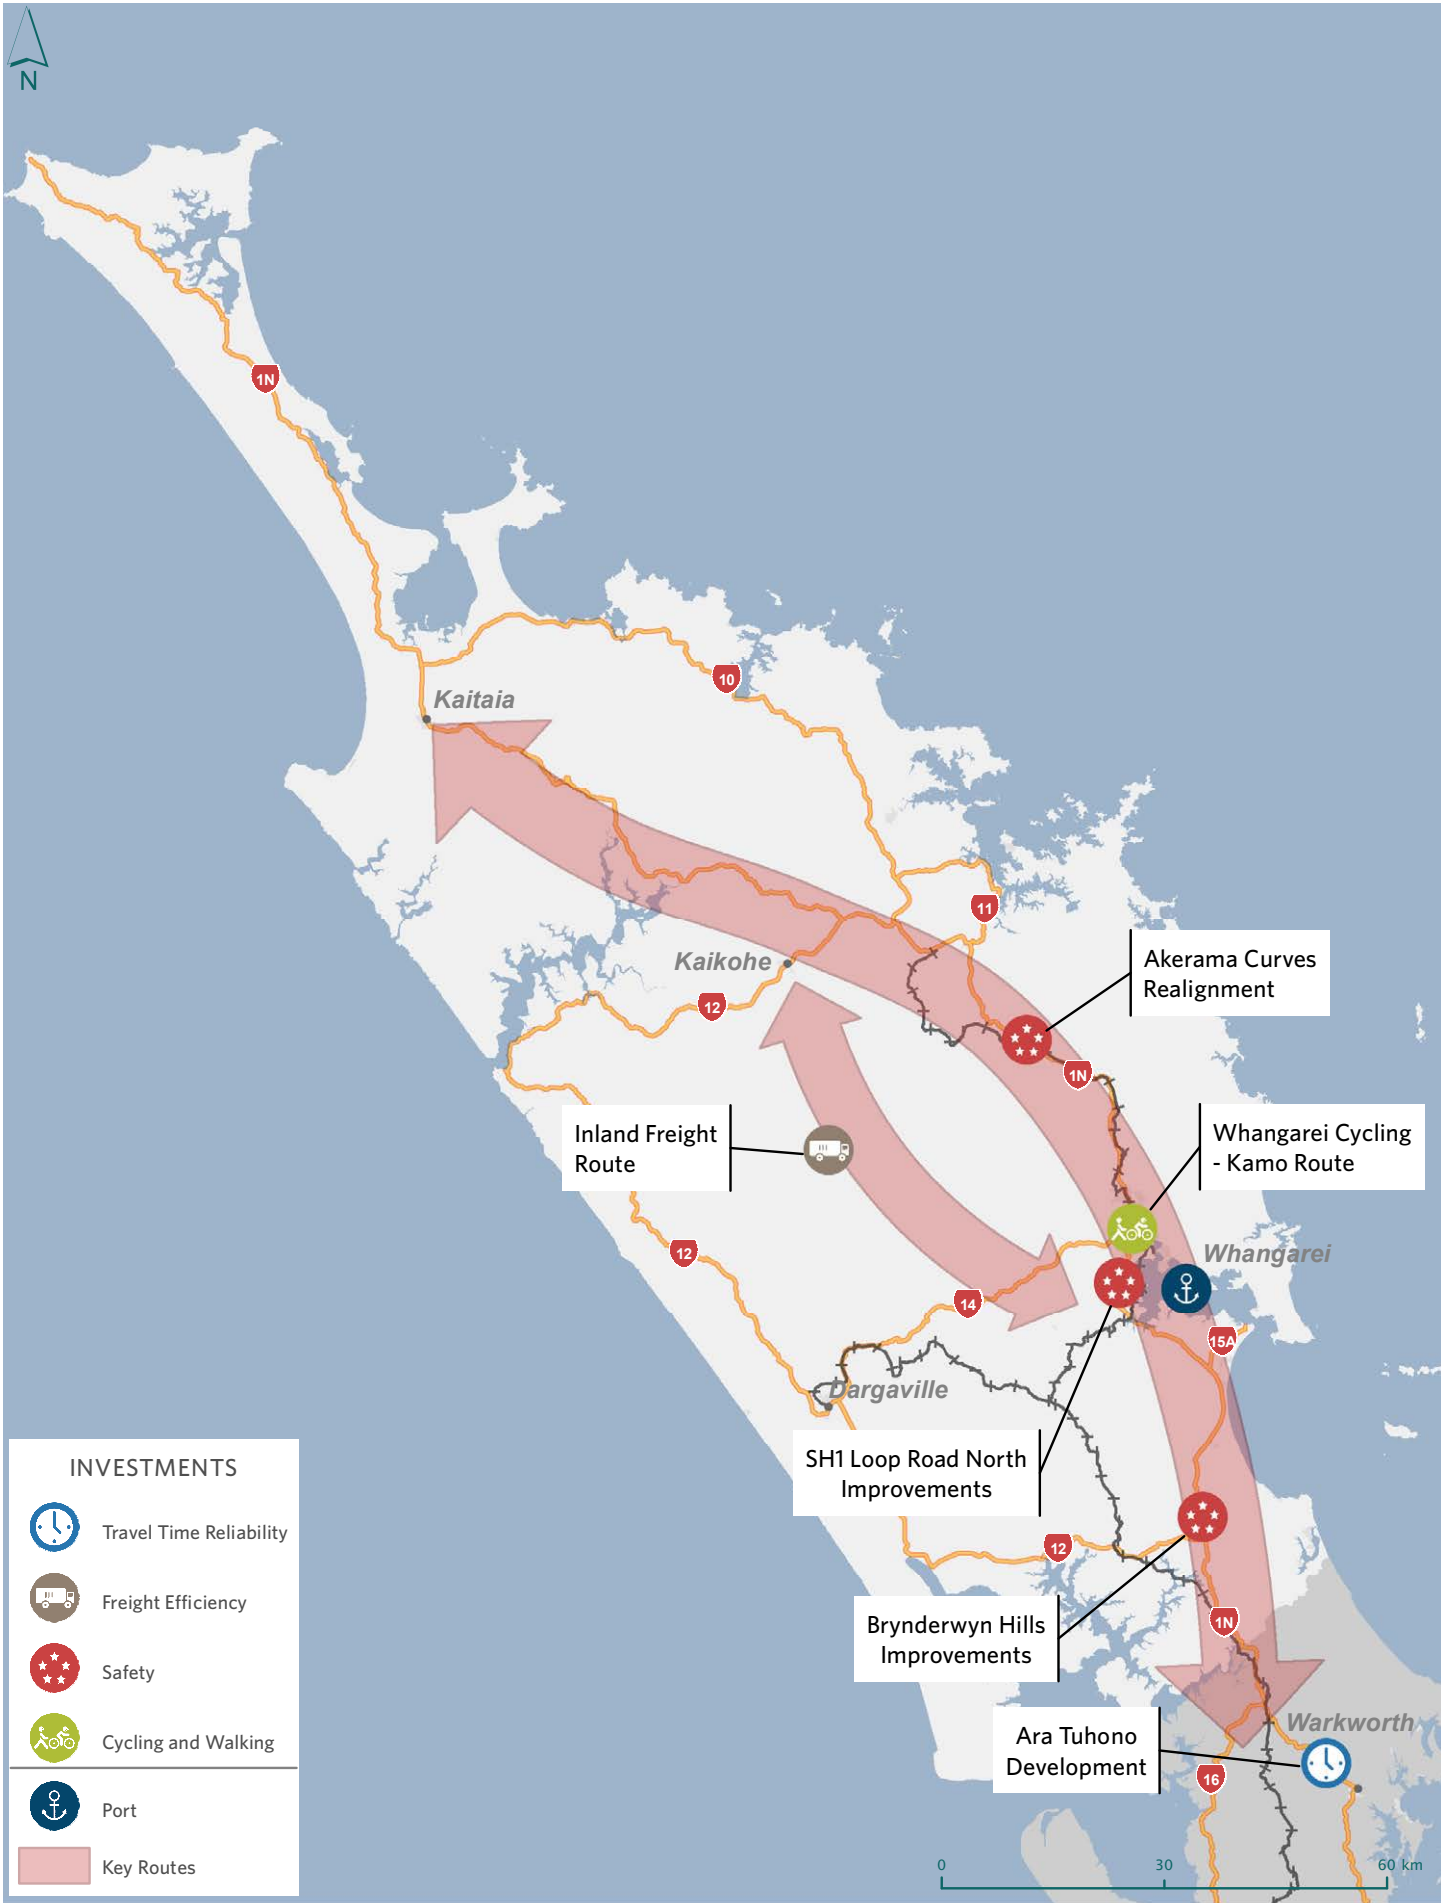 N
1N
10
Kaitaia
11
Kaikohe
12
Akerama Curves
Realignment
1N
Inland Freight
Route
Whangarei Cycling
- Kamo Route
12
Whangarei
14
15A
Dargaville
SH1 Loop Road North
Improvements
12
Brynderwyn Hills
Improvements
1N
Ara Tuhono
Development
Warkworth
16
INVESTMENTS
Travel Time Reliability
Freight Efficiency
Safety
Cycling and Walking
Port
Key Routes
0 30 60 km